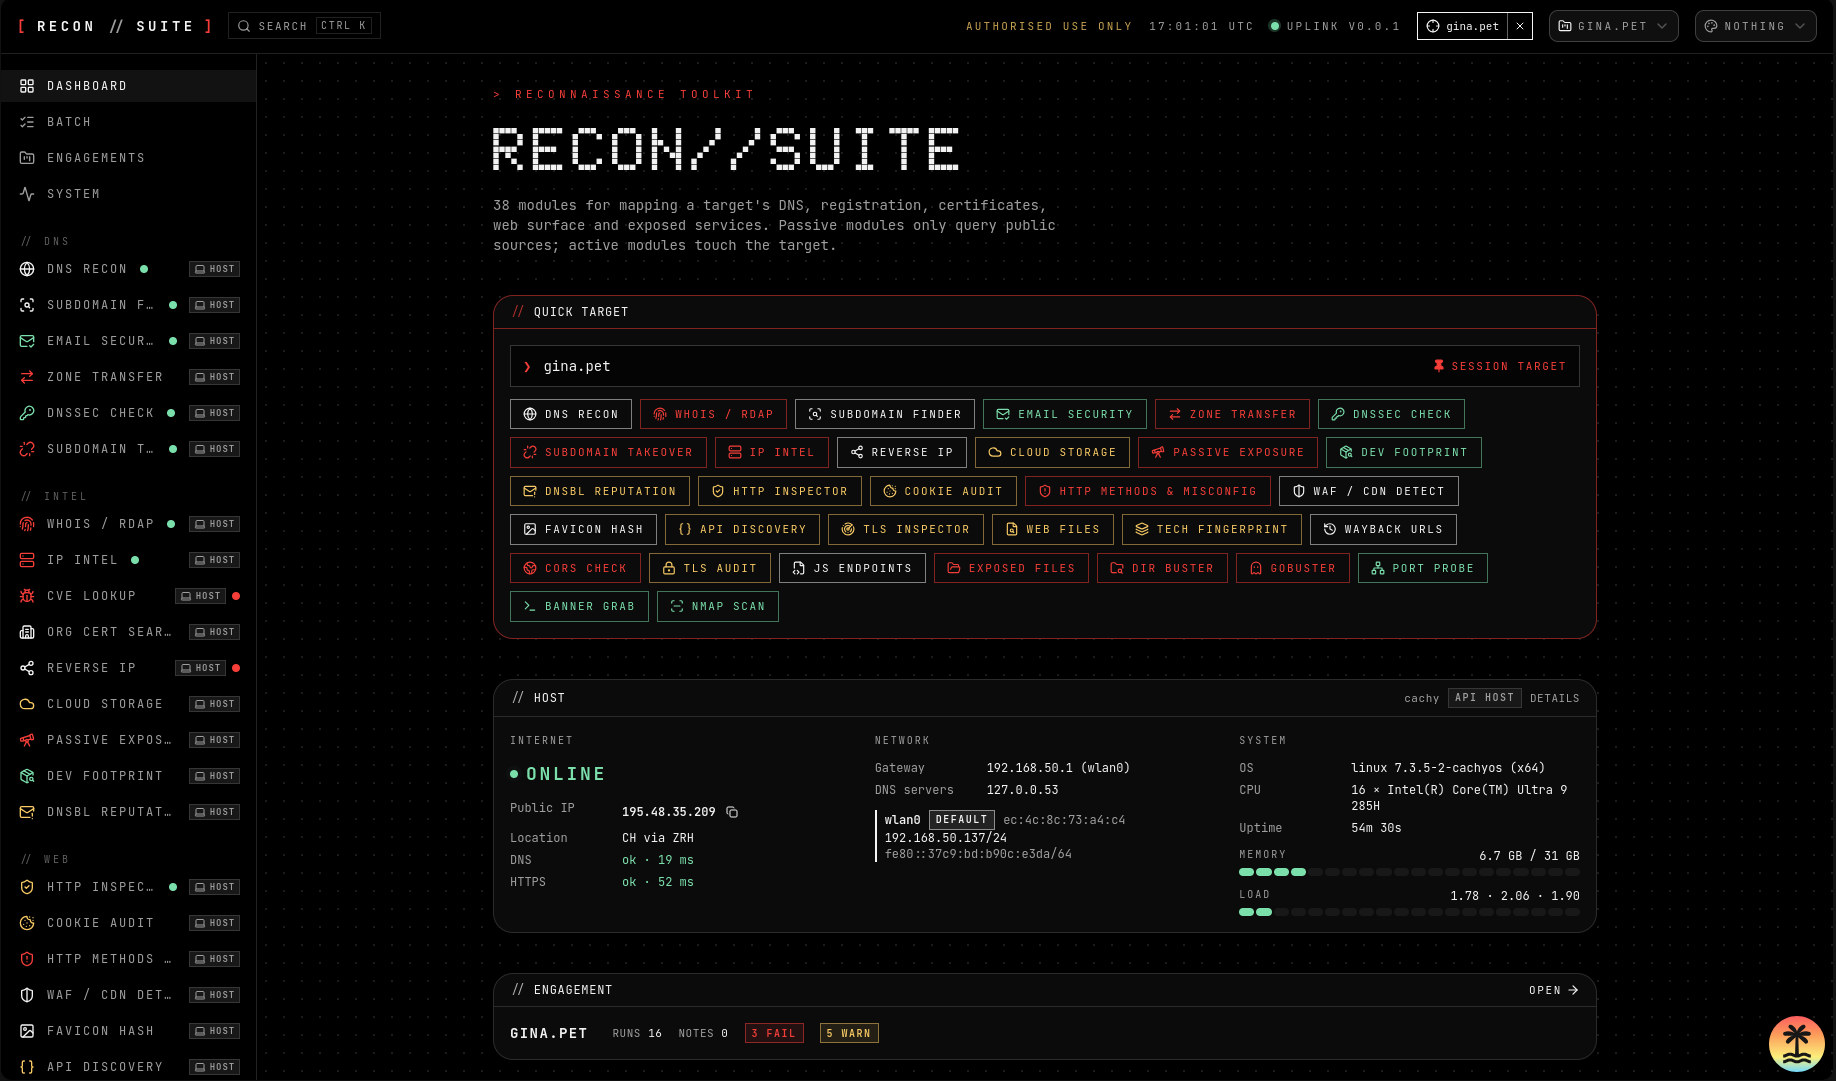 [ RECON // SUITE ]
SEARCH CTRL K
AUTHORISED USE ONLY
17:01:01 UTC
UPLINK V0.0.1
gina.pet
GINA.PET
NOTHING
DASHBOARD
BATCH
ENGAGEMENTS
SYSTEM
// DNS
DNS RECON HOST
SUBDOMAIN F… HOST
EMAIL SECUR… HOST
ZONE TRANSFER HOST
DNSSEC CHECK HOST
SUBDOMAIN T… HOST
// INTEL
WHOIS / RDAP HOST
IP INTEL HOST
CVE LOOKUP HOST
ORG CERT SEAR… HOST
REVERSE IP HOST
CLOUD STORAGE HOST
PASSIVE EXPOS… HOST
DEV FOOTPRINT HOST
DNSBL REPUTAT… HOST
// WEB
HTTP INSPEC… HOST
COOKIE AUDIT HOST
HTTP METHODS … HOST
WAF / CDN DET… HOST
FAVICON HASH HOST
API DISCOVERY HOST
> RECONNAISSANCE TOOLKIT
RECON//SUITE
38 modules for mapping a target's DNS, registration, certificates,
web surface and exposed services. Passive modules only query public
sources; active modules touch the target.
// QUICK TARGET
❯ gina.pet SESSION TARGET
DNS RECON WHOIS / RDAP SUBDOMAIN FINDER EMAIL SECURITY ZONE TRANSFER DNSSEC CHECK
SUBDOMAIN TAKEOVER IP INTEL REVERSE IP CLOUD STORAGE PASSIVE EXPOSURE DEV FOOTPRINT
DNSBL REPUTATION HTTP INSPECTOR COOKIE AUDIT HTTP METHODS & MISCONFIG WAF / CDN DETECT
FAVICON HASH API DISCOVERY TLS INSPECTOR WEB FILES TECH FINGERPRINT WAYBACK URLS
CORS CHECK TLS AUDIT JS ENDPOINTS EXPOSED FILES DIR BUSTER GOBUSTER PORT PROBE
BANNER GRAB NMAP SCAN
// HOST cachy API HOST DETAILS
INTERNET
ONLINE
Public IP 195.48.35.209
Location CH via ZRH
DNS ok · 19 ms
HTTPS ok · 52 ms
NETWORK
Gateway 192.168.50.1 (wlan0)
DNS servers 127.0.0.53
wlan0 DEFAULT ec:4c:8c:73:a4:c4
192.168.50.137/24
fe80::37c9:bd:b90c:e3da/64
SYSTEM
OS linux 7.3.5-2-cachyos (x64)
CPU 16 × Intel(R) Core(TM) Ultra 9
285H
Uptime 54m 30s
MEMORY 6.7 GB / 31 GB
LOAD 1.78 · 2.06 · 1.90
// ENGAGEMENT OPEN →
GINA.PET RUNS 16 NOTES 0 3 FAIL 5 WARN